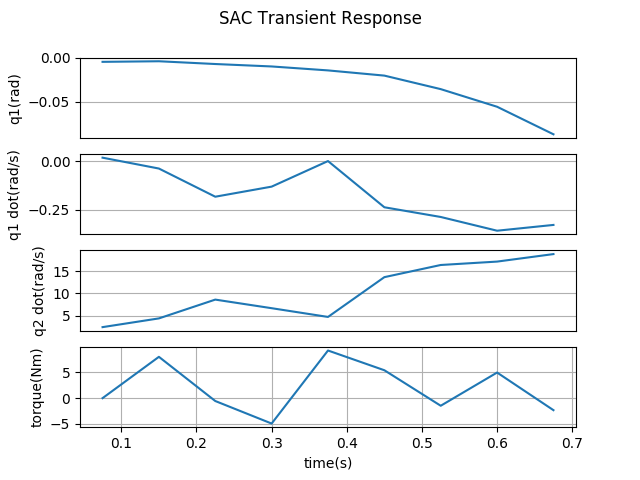 SAC Transient Response
q1(rad)
0.00
−0.05
q1 dot(rad/s)
0.00
−0.25
q2 dot(rad/s)
15
10
5
torque(Nm)
5
0
−5
0.1 0.2 0.3 0.4 0.5 0.6 0.7
time(s)